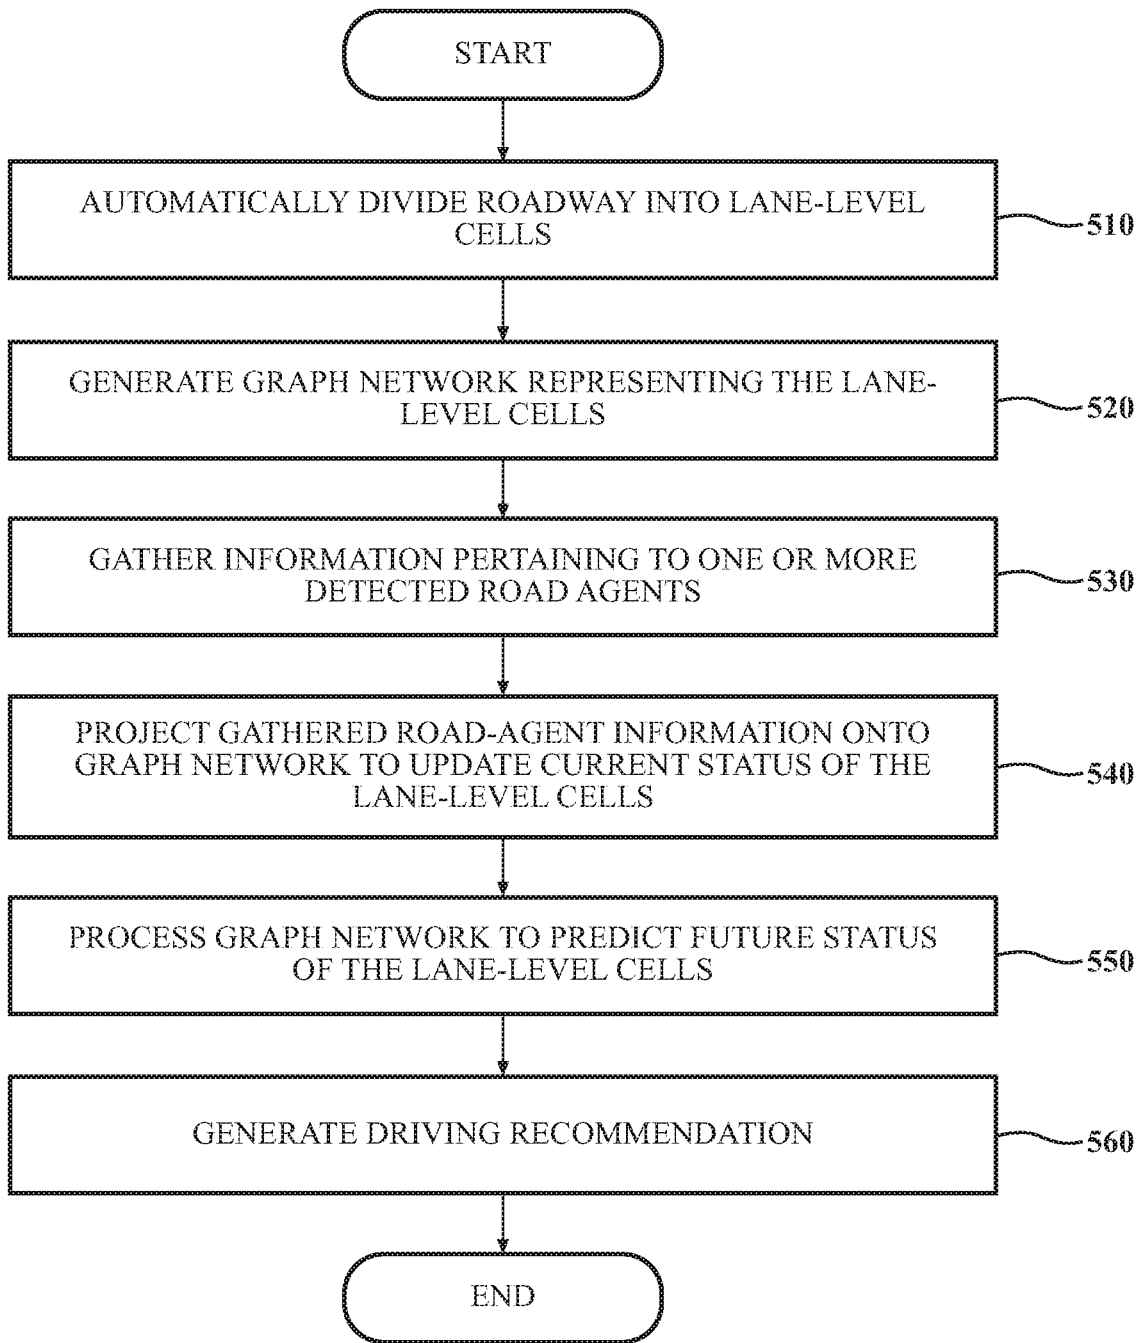 START
AUTOMATICALLY DIVIDE ROADWAY INTO LANE-LEVEL
CELLS
510
GENERATE GRAPH NETWORK REPRESENTING THE LANE-
LEVEL CELLS
520
GATHER INFORMATION PERTAINING TO ONE OR MORE
DETECTED ROAD AGENTS
530
PROJECT GATHERED ROAD-AGENT INFORMATION ONTO
GRAPH NETWORK TO UPDATE CURRENT STATUS OF THE
LANE-LEVEL CELLS
540
PROCESS GRAPH NETWORK TO PREDICT FUTURE STATUS
OF THE LANE-LEVEL CELLS
550
GENERATE DRIVING RECOMMENDATION
560
END